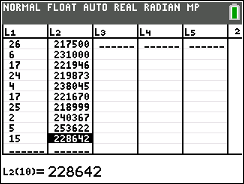 NORMAL FLOAT AUTO REAL RADIAN MP
L1 L2 L3 L4 L5 2
26 217500 ------ ------ ------
6 231000
17 221946
24 219873
4 238045
17 221670
25 218999
2 240367
5 253622
15 228642
------ ------
L2(10)=228642